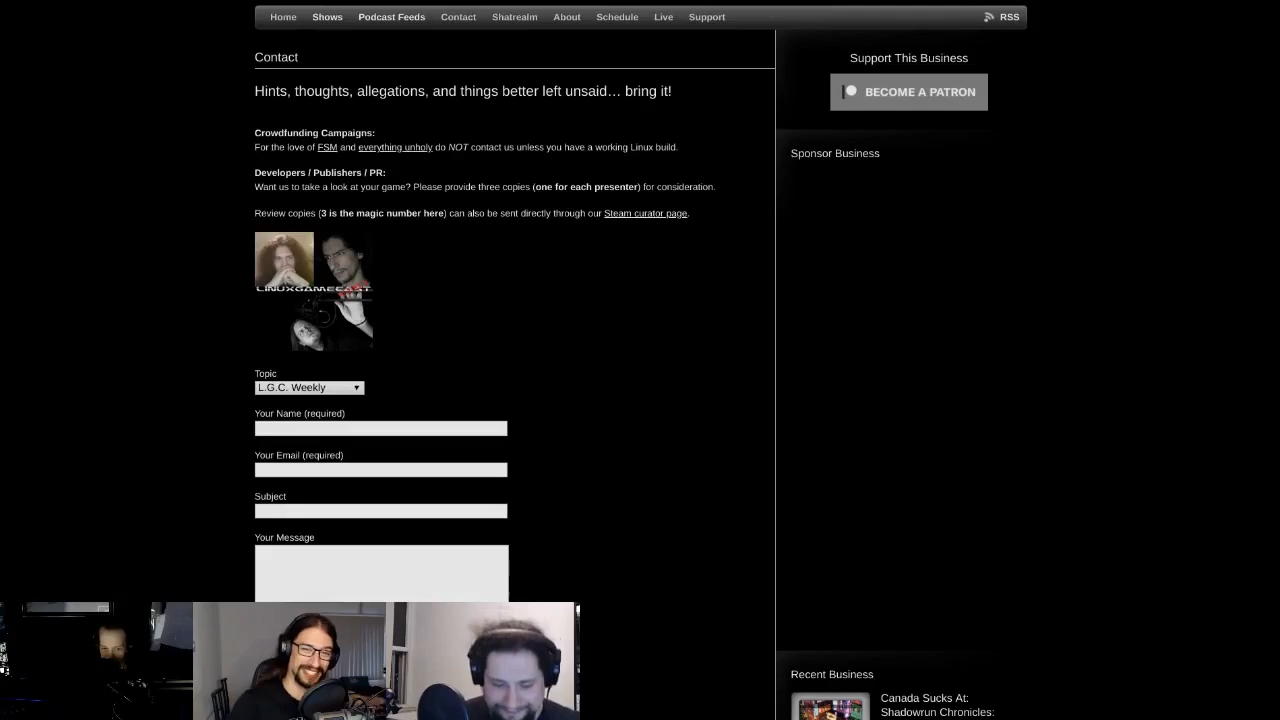 Home Shows Podcast Feeds Contact Shatrealm About Schedule Live Support RSS
Contact
Hints, thoughts, allegations, and things better left unsaid… bring it!
Crowdfunding Campaigns:
For the love of FSM and everything unholy do NOT contact us unless you have a working Linux build.
Developers / Publishers / PR:
Want us to take a look at your game? Please provide three copies (one for each presenter) for consideration.
Review copies (3 is the magic number here) can also be sent directly through our Steam curator page.
LINUXGAMECAST
Topic
L.G.C. Weekly
Your Name (required)
Your Email (required)
Subject
Your Message
Support This Business
BECOME A PATRON
Sponsor Business
Recent Business
Canada Sucks At:
Shadowrun Chronicles: